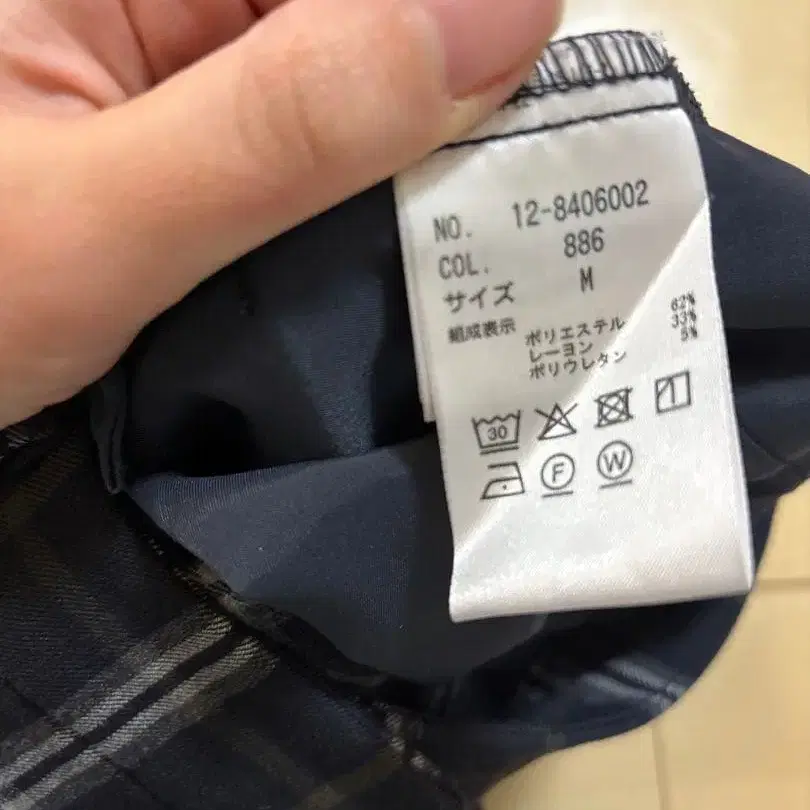 NO. 12-8406002
COL. 886
サイズ M
組成表示 ポリエステル 62%
レーヨン 33%
ポリウレタン 5%
30
F W